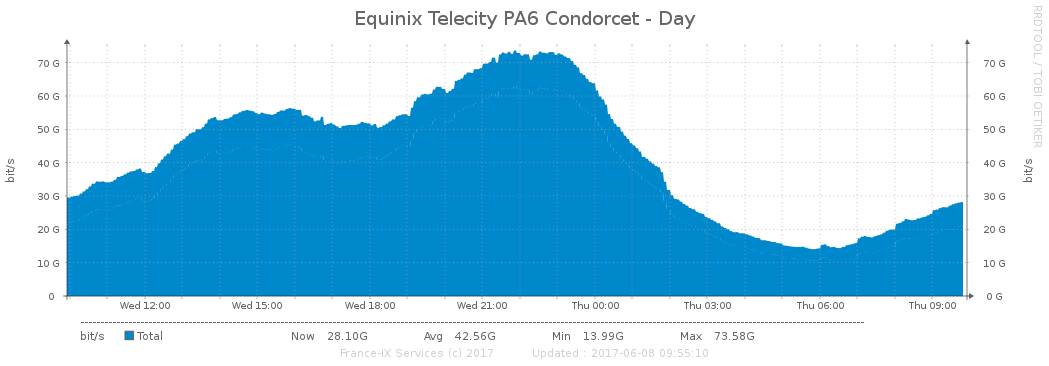 Equinix Telecity PA6 Condorcet - Day
RRDTOOL / TOBI OETIKER
bit/s
70 G
60 G
50 G
40 G
30 G
20 G
10 G
0
70 G
60 G
50 G
40 G
30 G
20 G
10 G
0 G
bit/s
Wed 12:00 Wed 15:00 Wed 18:00 Wed 21:00 Thu 00:00 Thu 03:00 Thu 06:00 Thu 09:00
bit/s Total Now 28.10G Avg 42.56G Min 13.99G Max 73.58G
France-IX Services (c) 2017 Updated : 2017-06-08 09:55:10